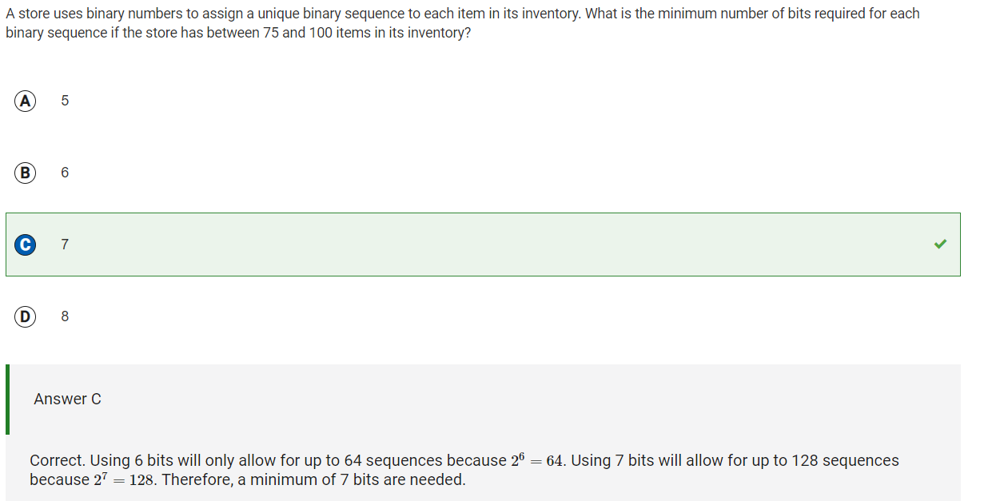 A store uses binary numbers to assign a unique binary sequence to each item in its inventory. What is the minimum number of bits required for each
binary sequence if the store has between 75 and 100 items in its inventory?
A 5
B 6
C 7
D 8
Answer C
Correct. Using 6 bits will only allow for up to 64 sequences because 2⁶ = 64. Using 7 bits will allow for up to 128 sequences
because 2⁷ = 128. Therefore, a minimum of 7 bits are needed.